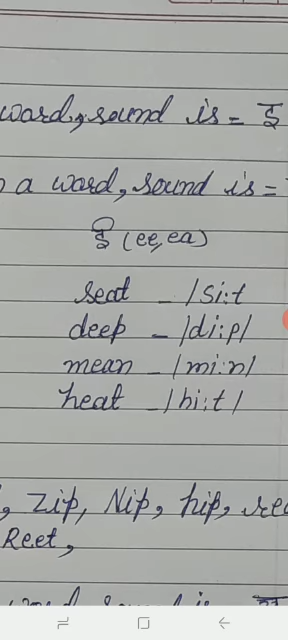 word, sound is = इ
a word, sound is =
ई (ee, ea)
seat - /si:t
deep - /di:p/
mean - /mi:n/
heat - /hi:t/
, Zip, Nip, hip,
Reet,